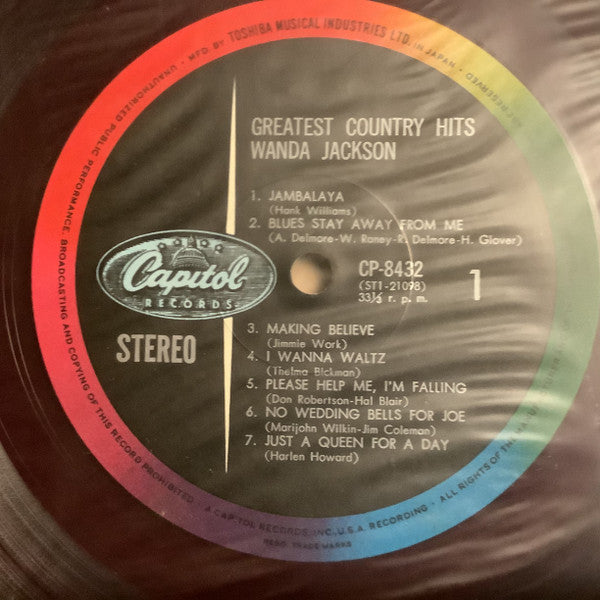 MFD. BY TOSHIBA MUSICAL INDUSTRIES LTD. IN JAPAN
RESERVED
GREATEST COUNTRY HITS
WANDA JACKSON
1. JAMBALAYA
(Hank Williams)
2. BLUES STAY AWAY FROM ME
(A. Delmore-W. Raney-R. Delmore-H. Glover)
Capitol
RECORDS
CP-8432
(ST1-21098)
33⅓ r. p. m.
1
STEREO
3. MAKING BELIEVE
(Jimmie Work)
4. I WANNA WALTZ
(Thelma Blckman)
5. PLEASE HELP ME, I'M FALLING
(Don Robertson-Hal Blair)
6. NO WEDDING BELLS FOR JOE
(Marijohn Wilkin-Jim Coleman)
7. JUST A QUEEN FOR A DAY
(Harlen Howard)
UNAUTHORIZED PUBLIC PERFORMANCE, BROADCASTING AND COPYING OF THIS RECORD PROHIBITED
A CAPITOL RECORDS, INC., U.S.A. RECORDING
ALL RIGHTS OF THE
REGD. TRADE MARKS